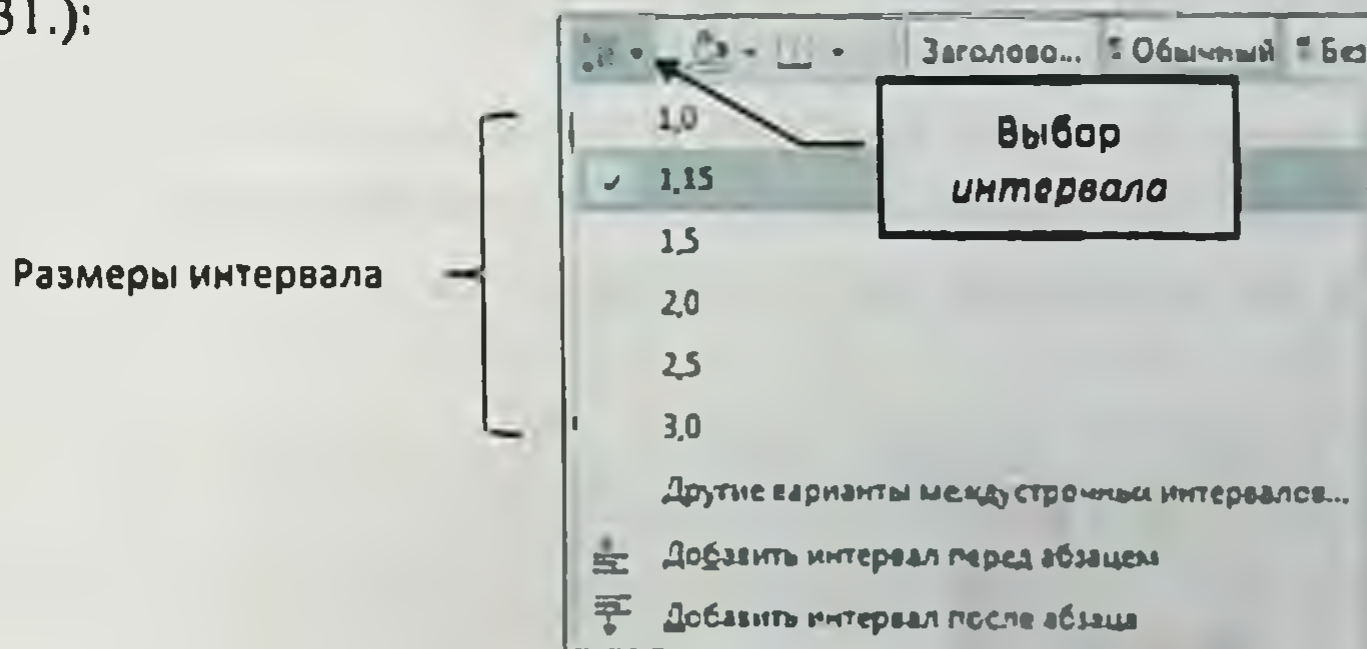 31.):
Заголово... Обычный Без
Выбор
интервала
1,0
1,15
1,5
2,0
2,5
3,0
Размеры интервала
Другие варианты междустрочных интервалов...
Добавить интервал перед абзацем
Добавить интервал после абзаца